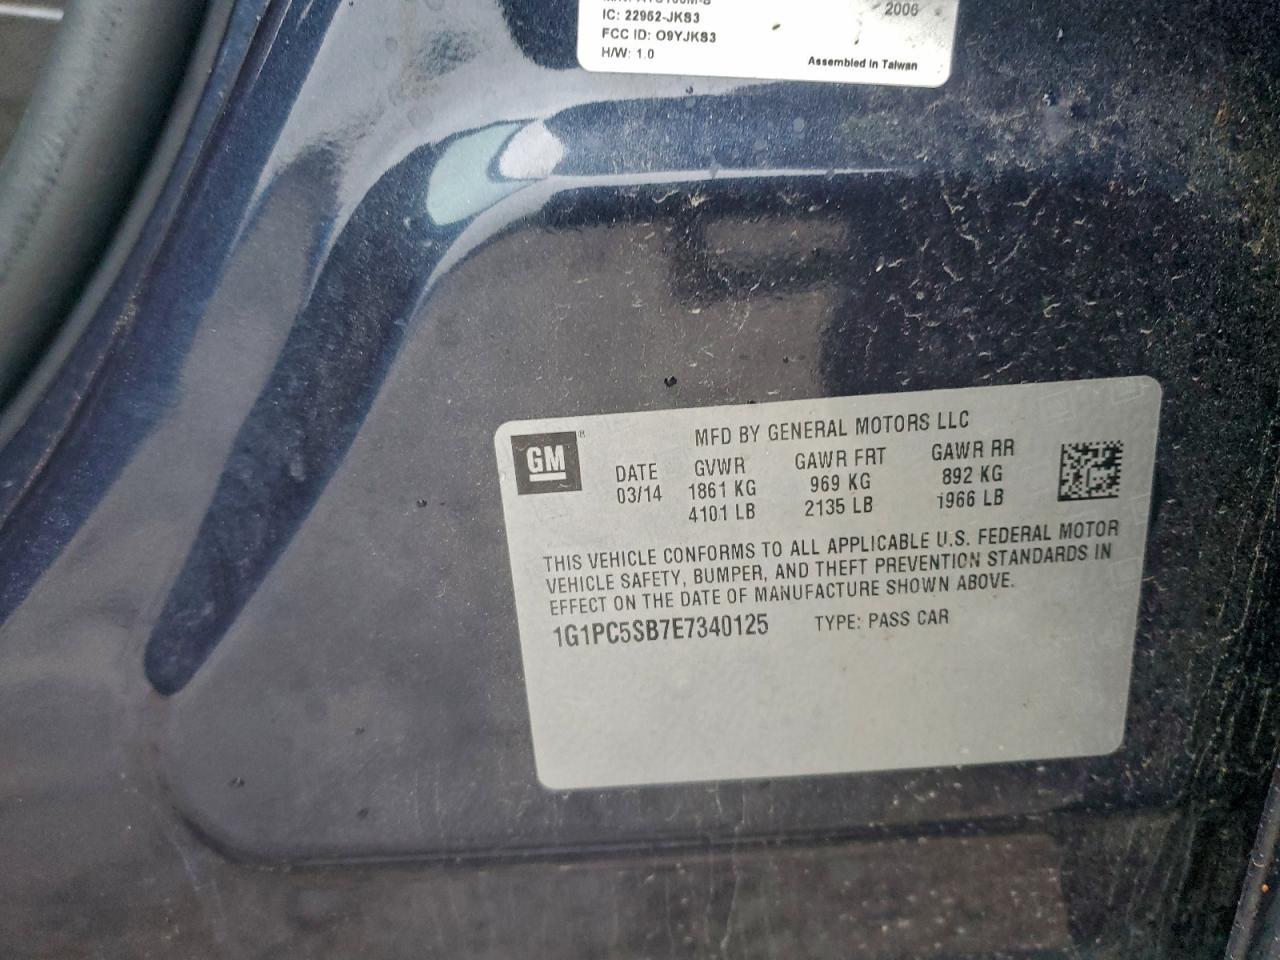 IC: 22952-JKS3
FCC ID: O9YJKS3
H/W: 1.0
2006
Assembled in Taiwan
GM
MFD BY GENERAL MOTORS LLC
DATE GVWR GAWR FRT GAWR RR
03/14 1861 KG 969 KG 892 KG
4101 LB 2135 LB 1966 LB
THIS VEHICLE CONFORMS TO ALL APPLICABLE U.S. FEDERAL MOTOR
VEHICLE SAFETY, BUMPER, AND THEFT PREVENTION STANDARDS IN
EFFECT ON THE DATE OF MANUFACTURE SHOWN ABOVE.
1G1PC5SB7E7340125 TYPE: PASS CAR